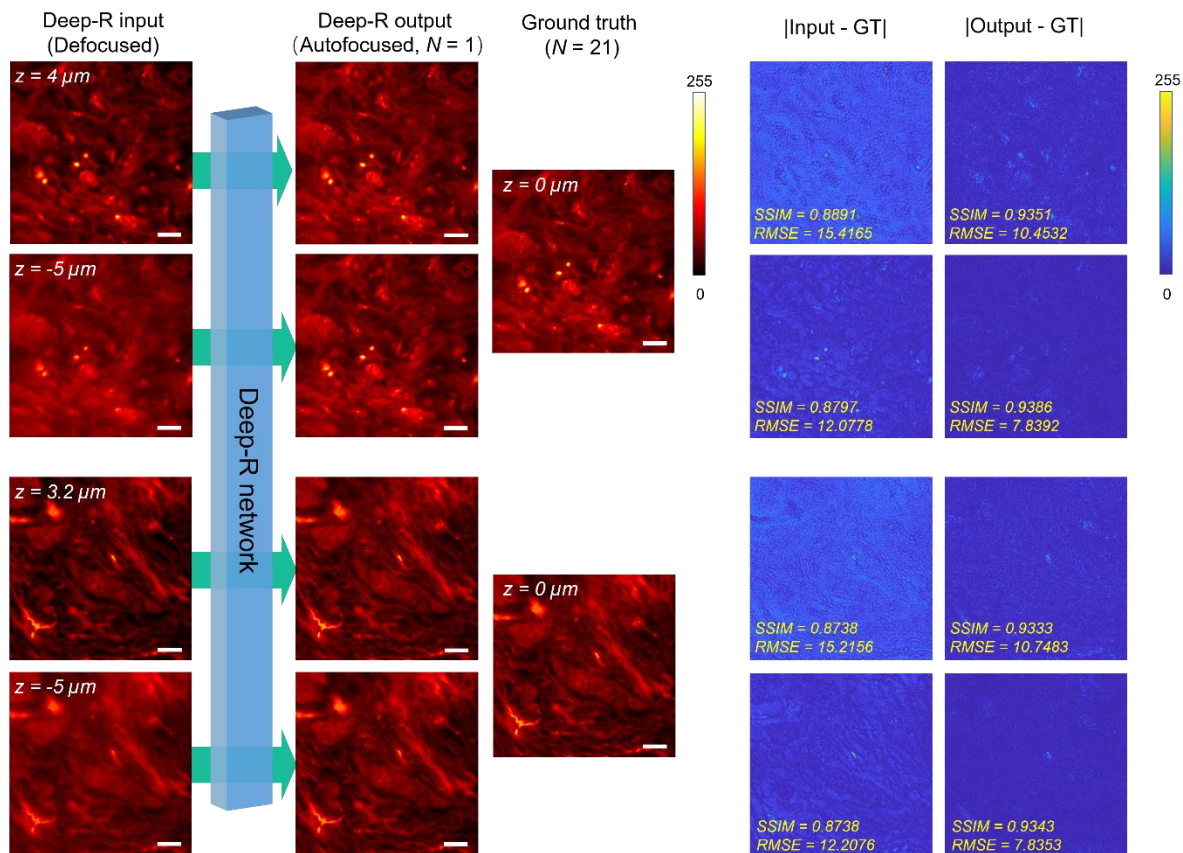 Deep-R input
(Defocused)
Deep-R output
(Autofocused, N = 1)
Ground truth
(N = 21)
|Input - GT|
|Output - GT|
z = 4 µm
z = -5 µm
z = 3.2 µm
z = -5 µm
Deep-R network
z = 0 µm
z = 0 µm
255
0
SSIM = 0.8891
RMSE = 15.4165
SSIM = 0.9351
RMSE = 10.4532
SSIM = 0.8797
RMSE = 12.0778
SSIM = 0.9386
RMSE = 7.8392
SSIM = 0.8738
RMSE = 15.2156
SSIM = 0.9333
RMSE = 10.7483
SSIM = 0.8738
RMSE = 12.2076
SSIM = 0.9343
RMSE = 7.8353
255
0